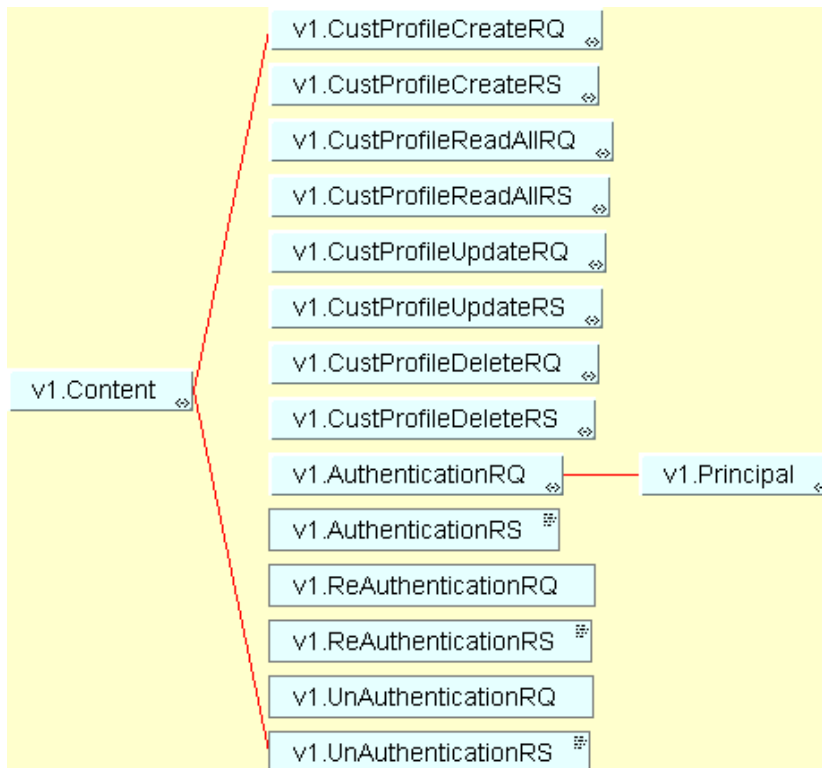 v1.CustProfileCreateRQ
v1.CustProfileCreateRS
v1.CustProfileReadAllRQ
v1.CustProfileReadAllRS
v1.CustProfileUpdateRQ
v1.CustProfileUpdateRS
v1.CustProfileDeleteRQ
v1.Content
v1.CustProfileDeleteRS
v1.AuthenticationRQ
v1.Principal
v1.AuthenticationRS
v1.ReAuthenticationRQ
v1.ReAuthenticationRS
v1.UnAuthenticationRQ
v1.UnAuthenticationRS